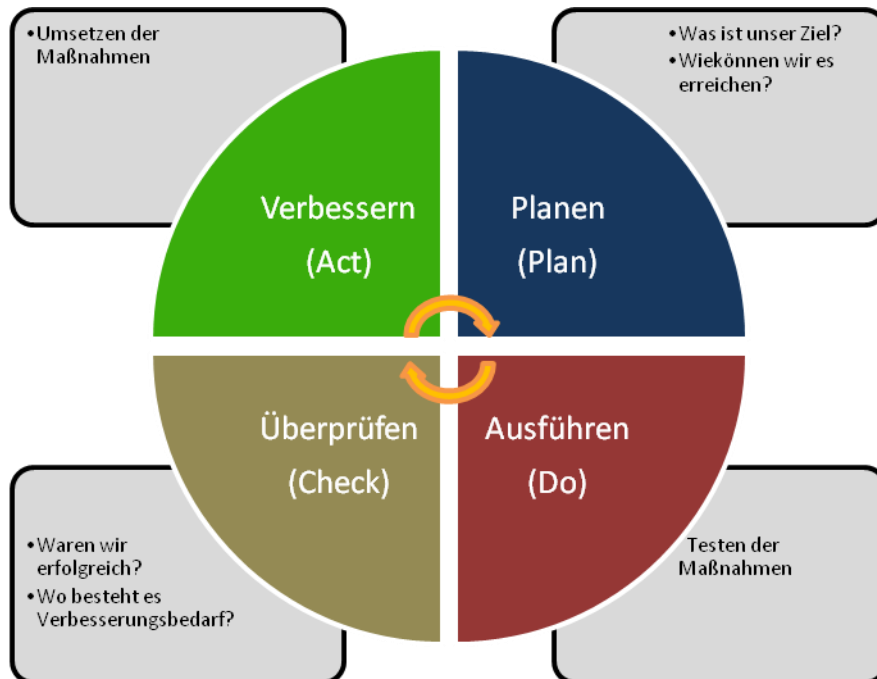 •Umsetzen der
Maßnahmen
•Was ist unser Ziel?
•Wiekönnen wir es
erreichen?
Verbessern
(Act)
Planen
(Plan)
Überprüfen
(Check)
Ausführen
(Do)
•Waren wir
erfolgreich?
•Wo besteht es
Verbesserungsbedarf?
Testen der
Maßnahmen